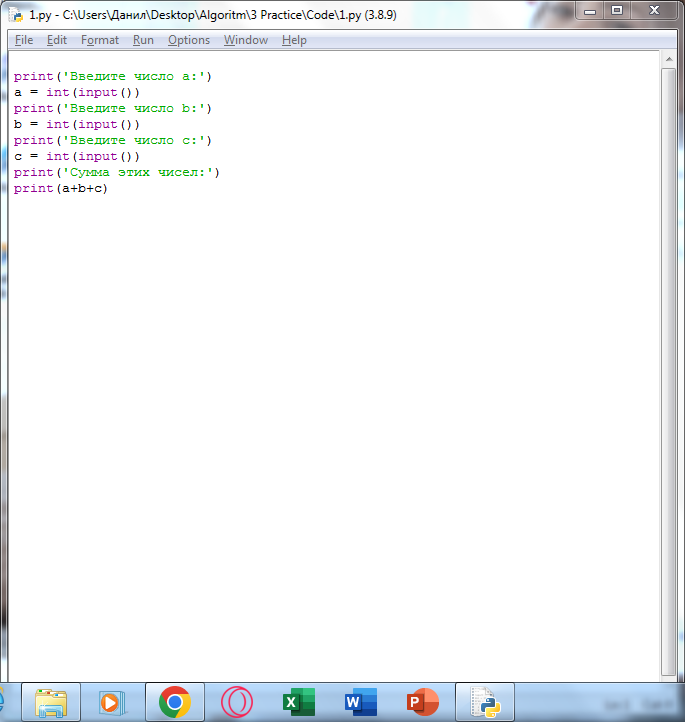 1.py - C:\Users\Данил\Desktop\Algoritm\3 Practice\Code\1.py (3.8.9)
File Edit Format Run Options Window Help
print('Введите число a:')
a = int(input())
print('Введите число b:')
b = int(input())
print('Введите число c:')
c = int(input())
print('Сумма этих чисел:')
print(a+b+c)